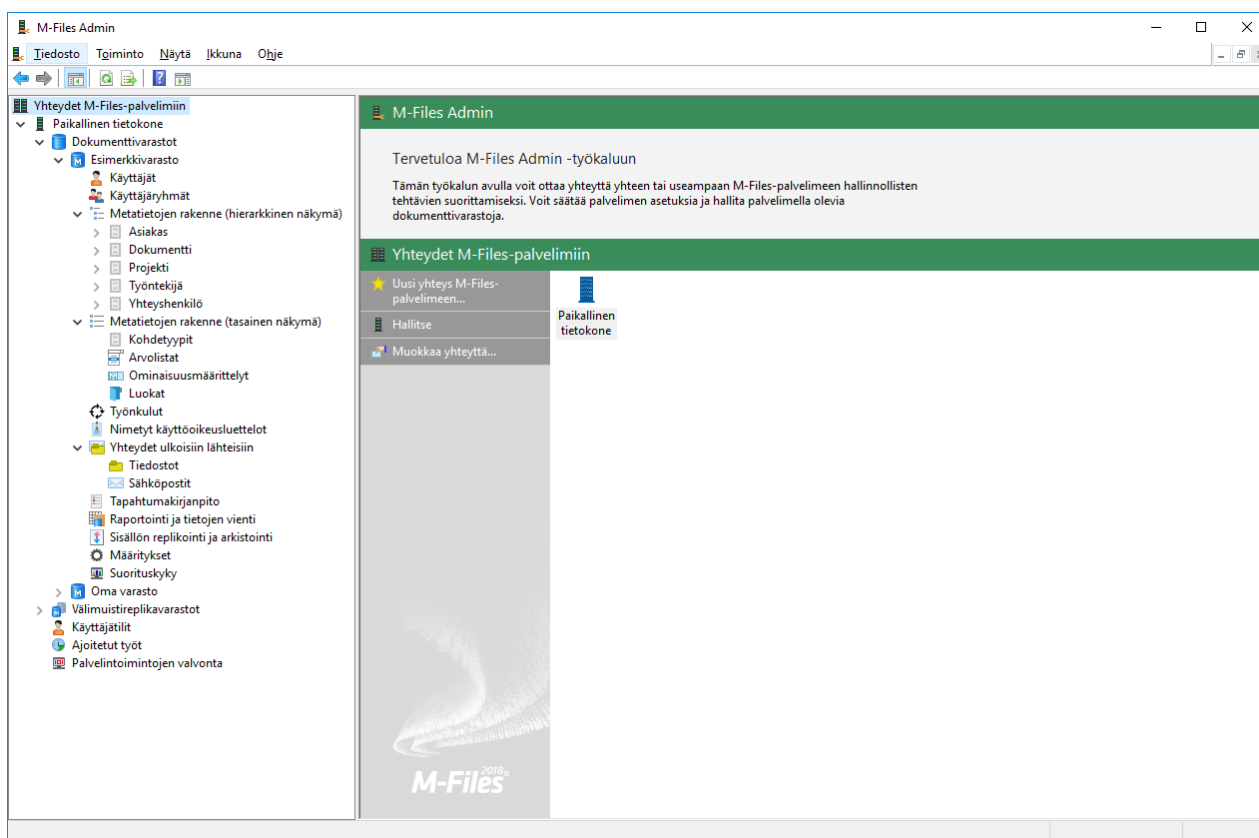 M-Files Admin
Tiedosto Toiminto Näytä Ikkuna Ohje
Yhteydet M-Files-palvelimiin
Paikallinen tietokone
Dokumenttivarastot
Esimerkkivarasto
Käyttäjät
Käyttäjäryhmät
Metatietojen rakenne (hierarkkinen näkymä)
Asiakas
Dokumentti
Projekti
Työntekijä
Yhteyshenkilö
Metatietojen rakenne (tasainen näkymä)
Kohdetyypit
Arvolistat
Ominaisuusmäärittelyt
Luokat
Työnkulut
Nimetyt käyttöoikeusluettelot
Yhteydet ulkoisiin lähteisiin
Tiedostot
Sähköpostit
Tapahtumakirjanpito
Raportointi ja tietojen vienti
Sisällön replikointi ja arkistointi
Määritykset
Suorituskyky
Oma varasto
Välimuistireplikavarastot
Käyttäjätilit
Ajoitetut työt
Palvelintoimintojen valvonta
M-Files Admin
Tervetuloa M-Files Admin -työkaluun
Tämän työkalun avulla voit ottaa yhteyttä yhteen tai useampaan M-Files-palvelimeen hallinnollisten
tehtävien suorittamiseksi. Voit säätää palvelimen asetuksia ja hallita palvelimella olevia
dokumenttivarastoja.
Yhteydet M-Files-palvelimiin
Uusi yhteys M-Files-
palvelimeen...
Hallitse
Muokkaa yhteyttä...
Paikallinen
tietokone
M-Files 2018®